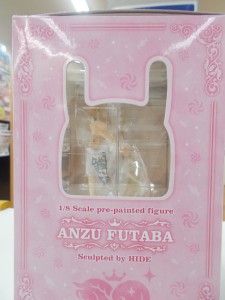 1/8 Scale pre-painted figure
ANZU FUTABA
Sculpted by HIDE